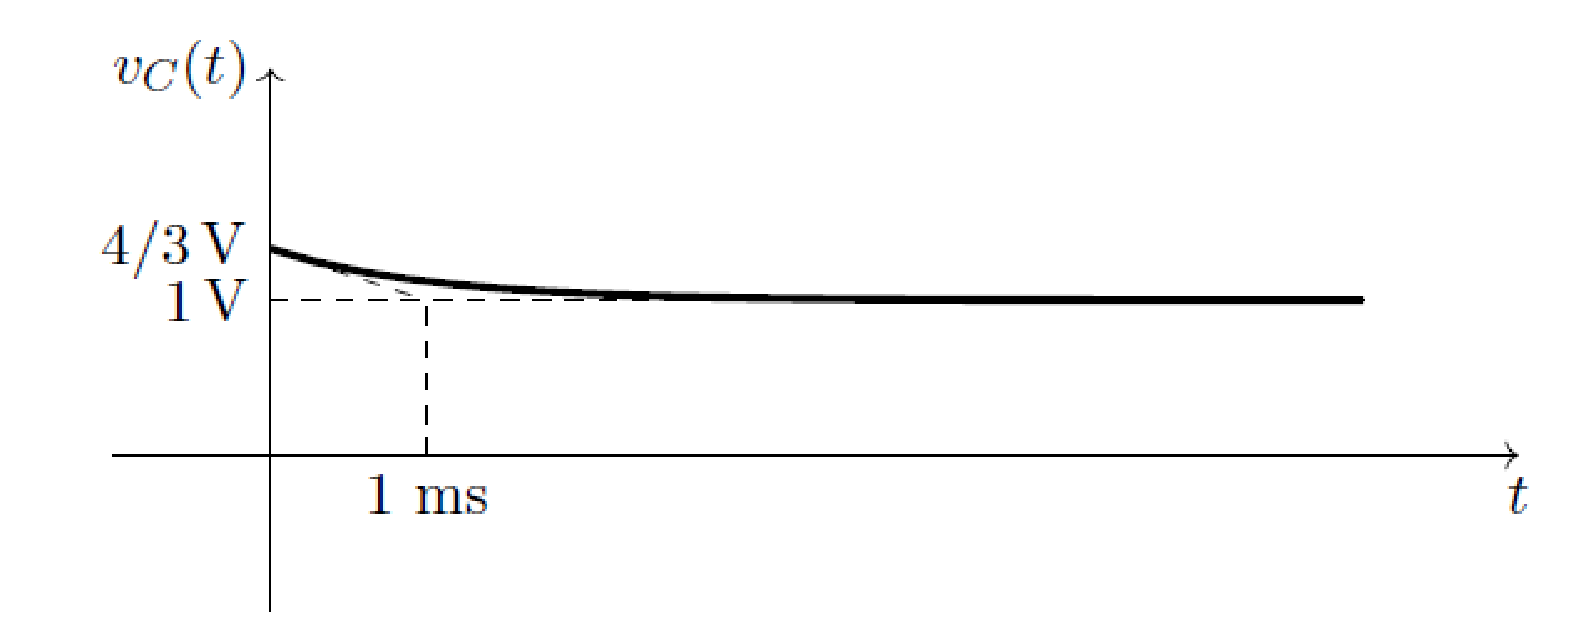 v_C(t)
4/3 V
1 V
1 ms
t